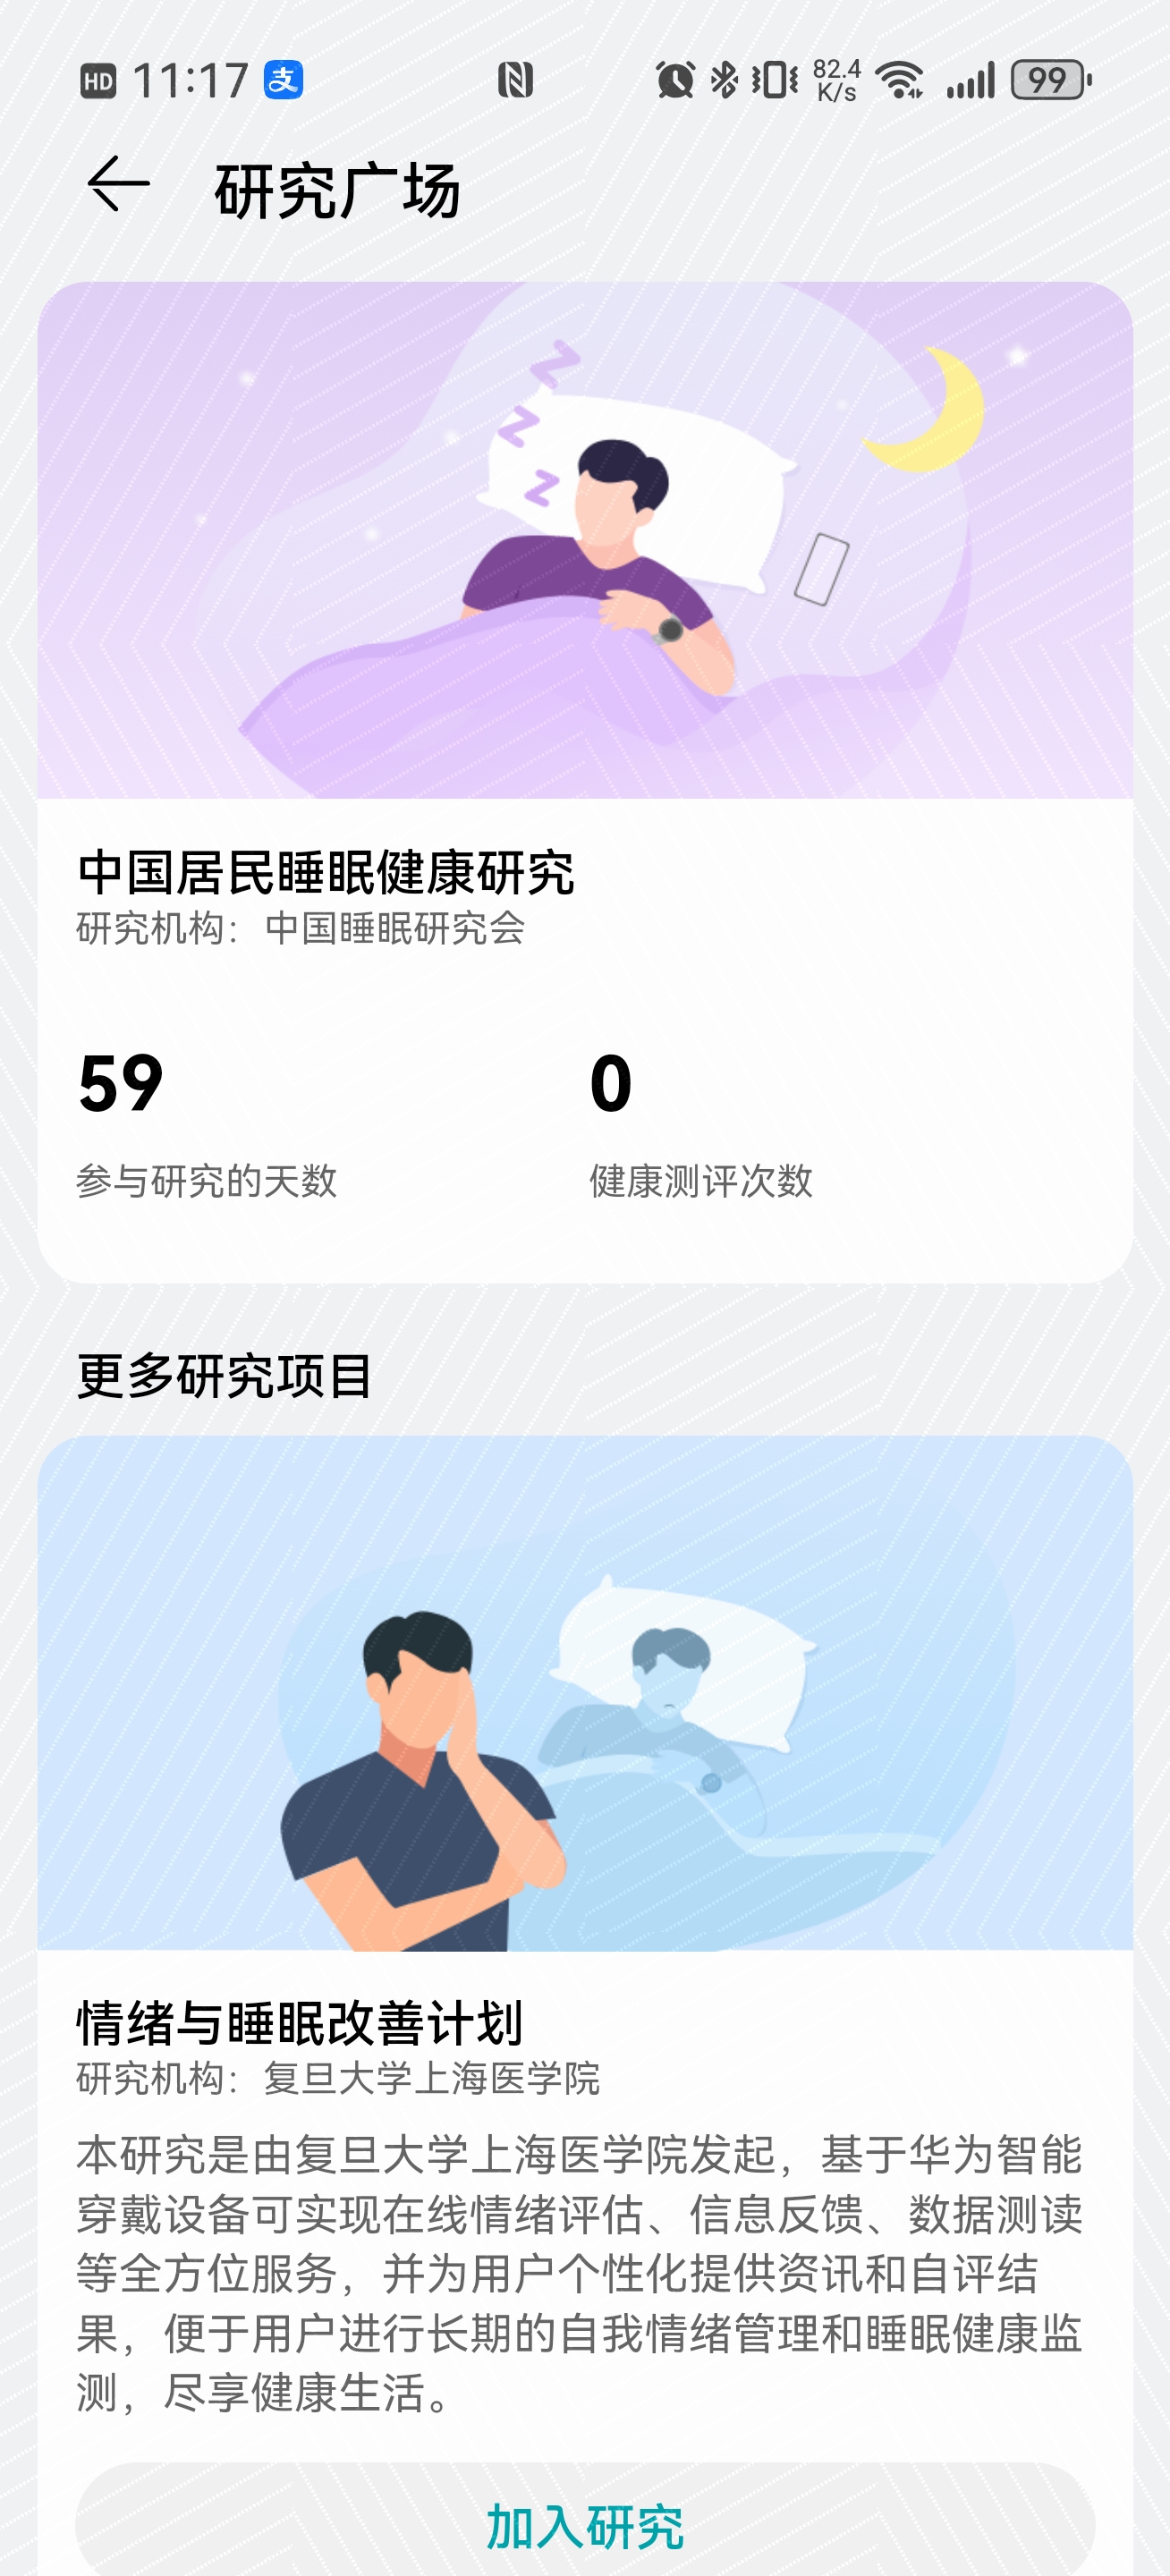 HD 11:17 支 82.4 K/s 99
研究广场
z
z
z
中国居民睡眠健康研究
研究机构：中国睡眠研究会
59 0
参与研究的天数 健康测评次数
更多研究项目
情绪与睡眠改善计划
研究机构：复旦大学上海医学院
本研究是由复旦大学上海医学院发起，基于华为智能
穿戴设备可实现在线情绪评估、信息反馈、数据测读
等全方位服务，并为用户个性化提供资讯和自评结
果，便于用户进行长期的自我情绪管理和睡眠健康监
测，尽享健康生活。
加入研究